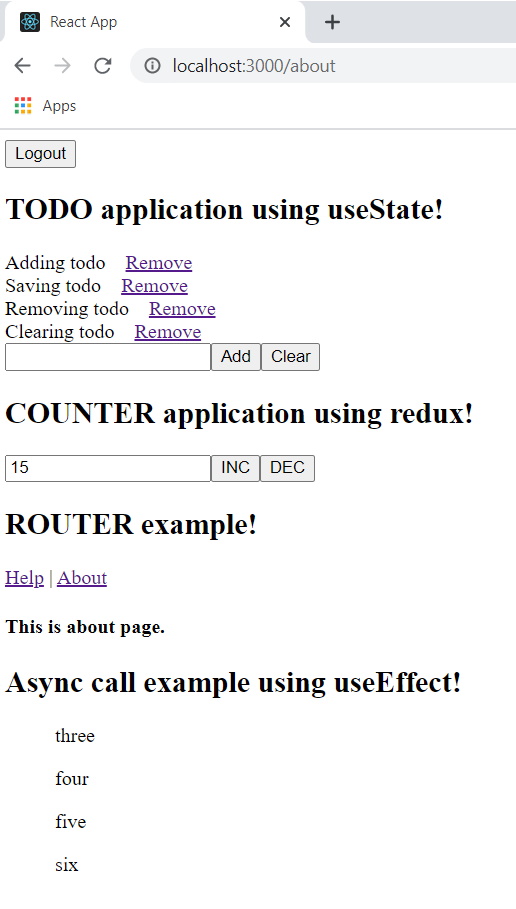 React App
localhost:3000/about
Apps
Logout
TODO application using useState!
Adding todo Remove
Saving todo Remove
Removing todo Remove
Clearing todo Remove
Add Clear
COUNTER application using redux!
15 INC DEC
ROUTER example!
Help | About
This is about page.
Async call example using useEffect!
three
four
five
six